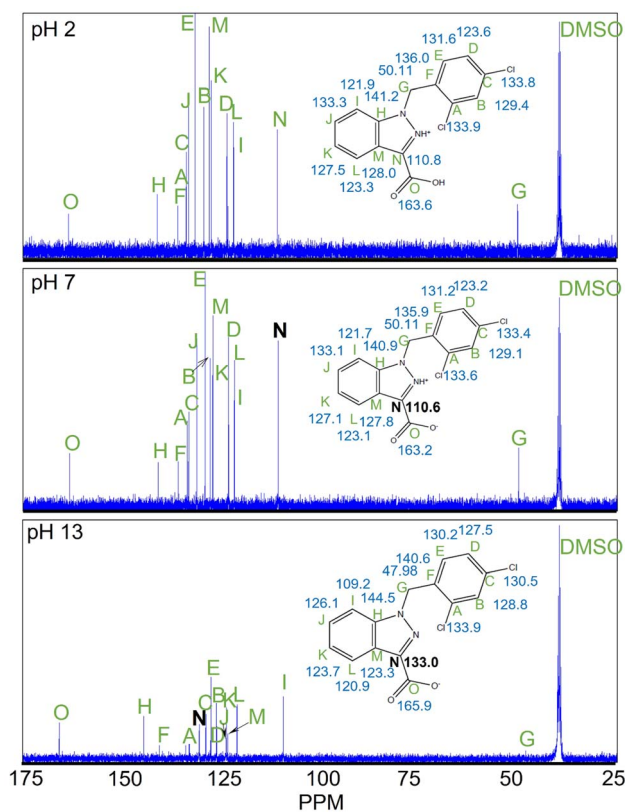 pH 2
E
M
DMSO
J
B
K
D
L
C
A
F
I
N
O
H
G
131.6 123.6
136.0
E
D
50.11
F
Cl
133.8
C
G
121.9
I
141.2
H
A
B
129.4
133.3
J
N
Cl
133.9
NH+
K
M
N
110.8
127.5
L
128.0
123.3
O
OH
O
163.6
pH 7
E
M
DMSO
J
D
N
B
L
K
A
C
O
H
F
I
G
131.2 123.2
135.9
E
D
50.11
F
Cl
133.4
C
G
121.7
I
140.9
H
A
B
129.1
133.1
J
N
Cl
133.6
NH+
K
M
N 110.6
127.1
L
127.8
123.1
O
O-
O
163.2
pH 13
DMSO
E
B
K
L
C
J
I
O
H
N
M
F
A
D
G
130.2 127.5
140.6
E
D
47.98
F
Cl
130.5
C
G
109.2
I
144.5
H
A
B
128.8
126.1
J
N
Cl
133.9
N
K
M
N 133.0
123.7
L
123.3
120.9
O
O-
O
165.9
175 150 125 100 75 50 25
PPM